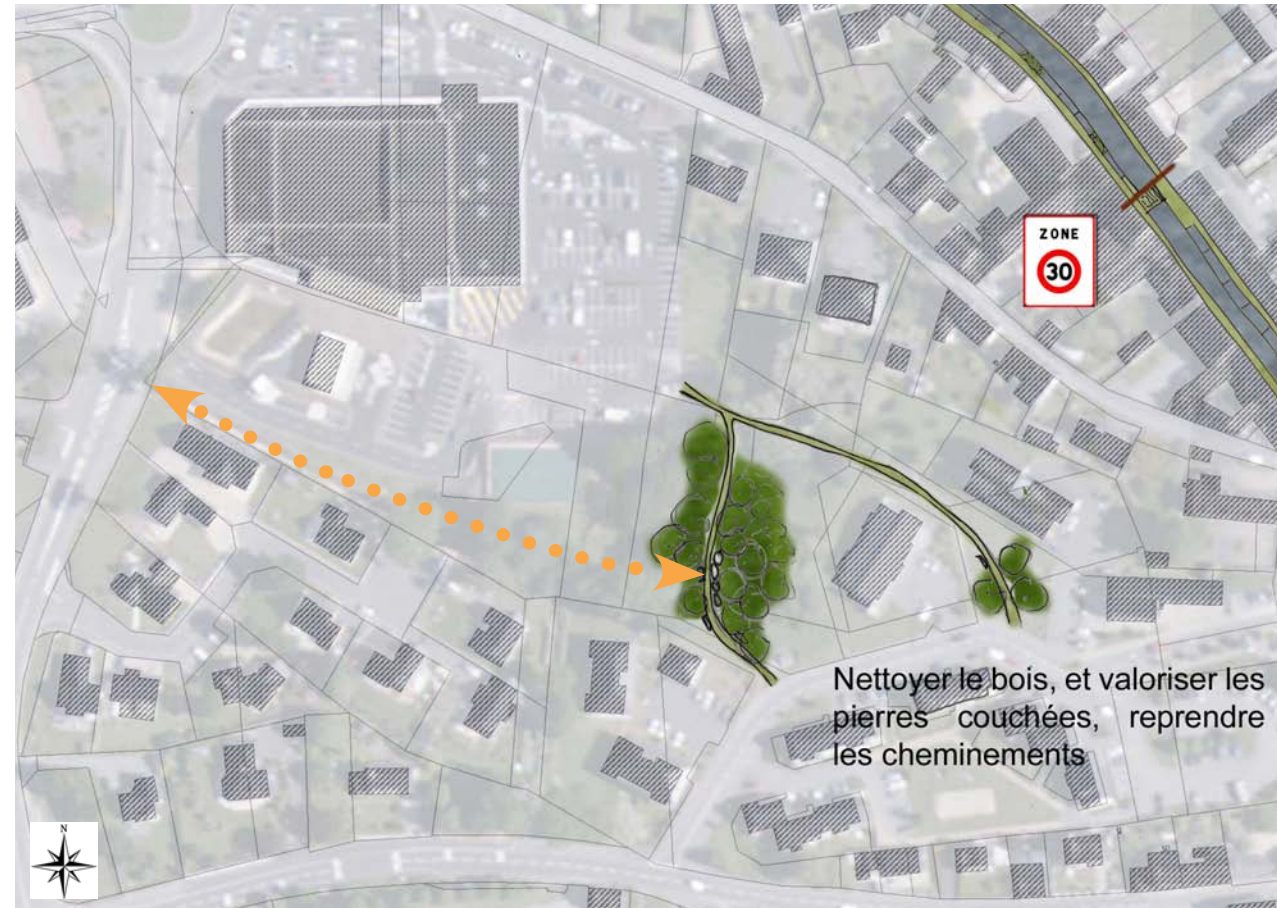 ZONE
30
Nettoyer le bois, et valoriser les
pierres couchées, reprendre
les cheminements
N